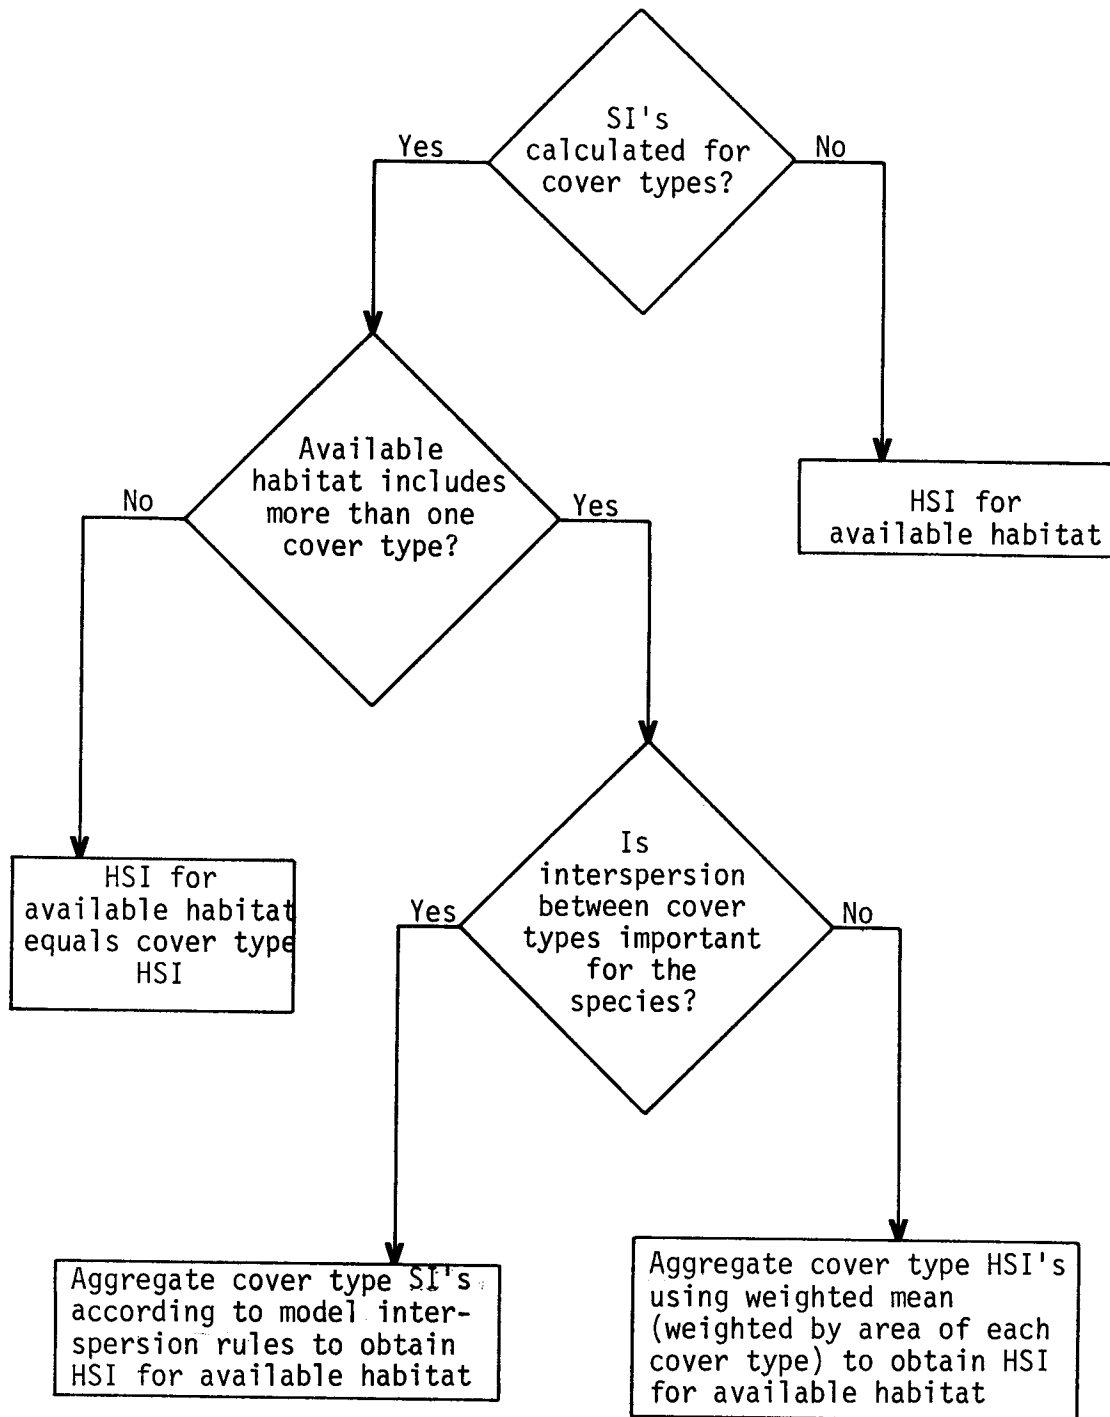 SI's
calculated for
cover types?
Yes
No
Available
habitat includes
more than one
cover type?
No
Yes
HSI for
available habitat
HSI for
available habitat
equals cover type
HSI
Is
interspersion
between cover
types important
for the
species?
Yes
No
Aggregate cover type SI's
according to model inter-
spersion rules to obtain
HSI for available habitat
Aggregate cover type HSI's
using weighted mean
(weighted by area of each
cover type) to obtain HSI
for available habitat